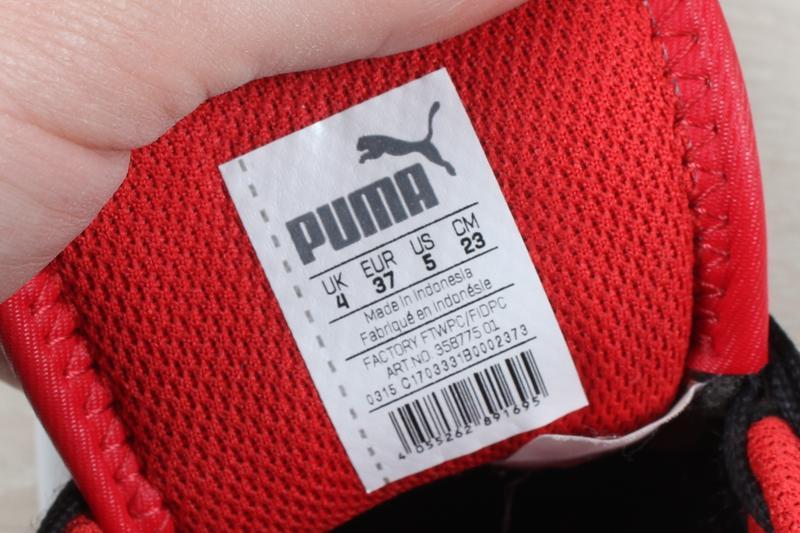 PUMA
UK EUR US CM
4 37 5 23
Made in Indonesia
Fabriqué en Indonésie
FACTORY FTWPC/FIDPC
ART.NO. 358775 01
0315 C1703331B0002373
4 055262 891695